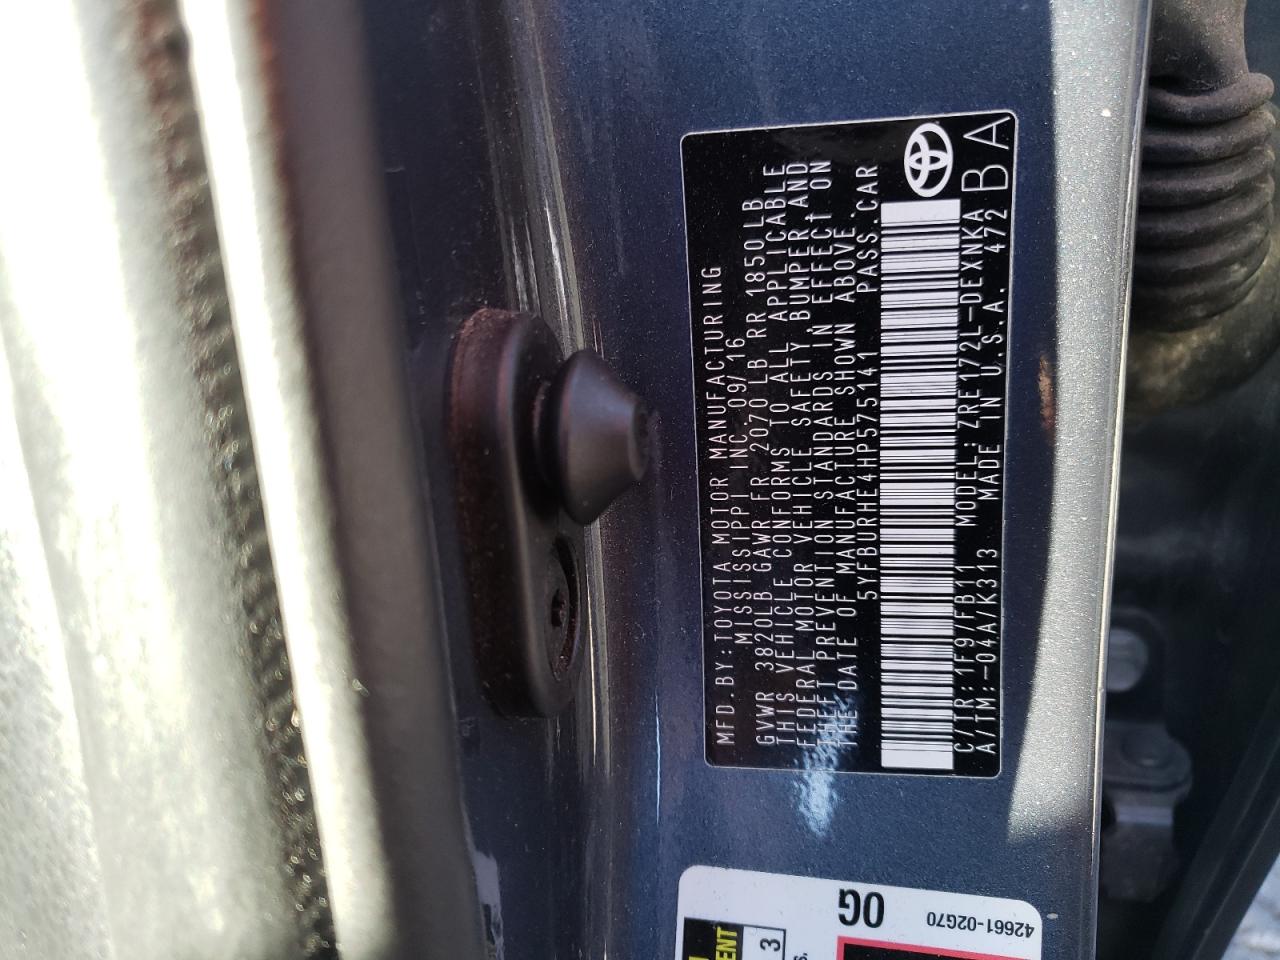 MFD.BY:TOYOTA MOTOR MANUFACTURING
MISSISSIPPI INC. 09/16
GVWR 3820LB GAWR FR 2070 LB RR 1850 LB
THIS VEHICLE CONFORMS TO ALL APPLICABLE
FEDERAL MOTOR VEHICLE SAFETY, BUMPER, AND
THEFT PREVENTION STANDARDS IN EFFECT ON
THE DATE OF MANUFACTURE SHOWN ABOVE.
5YFBURHE4HP575141 PASS.CAR
C/TR: 1F9/FB11 MODEL: ZRE172L-DEXNKA
A/TM:-04A/K313 MADE IN U.S.A. 472
BA
0G
42661-02G70
3